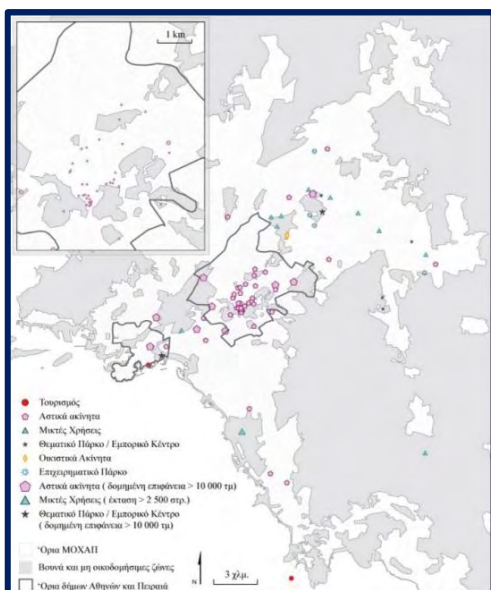 1 km
Τουρισμός
Αστικά ακίνητα
Μικτές Χρήσεις
Θεματικό Πάρκο / Εμπορικό Κέντρο
Οικιστικά Ακίνητα
Επιχειρηματικό Πάρκο
Αστικά ακίνητα ( δομημένη επιφάνεια > 10 000 τμ)
Μικτές Χρήσεις ( έκταση > 2 500 στρ.)
Θεματικό Πάρκο / Εμπορικό Κέντρο
( δομημένη επιφάνεια > 10 000 τμ)
Όρια ΜΟΧΑΠ
Βουνά και μη οικοδομήσιμες ζώνες
Όρια δήμων Αθηνών και Πειραιά
N
3 χλμ.